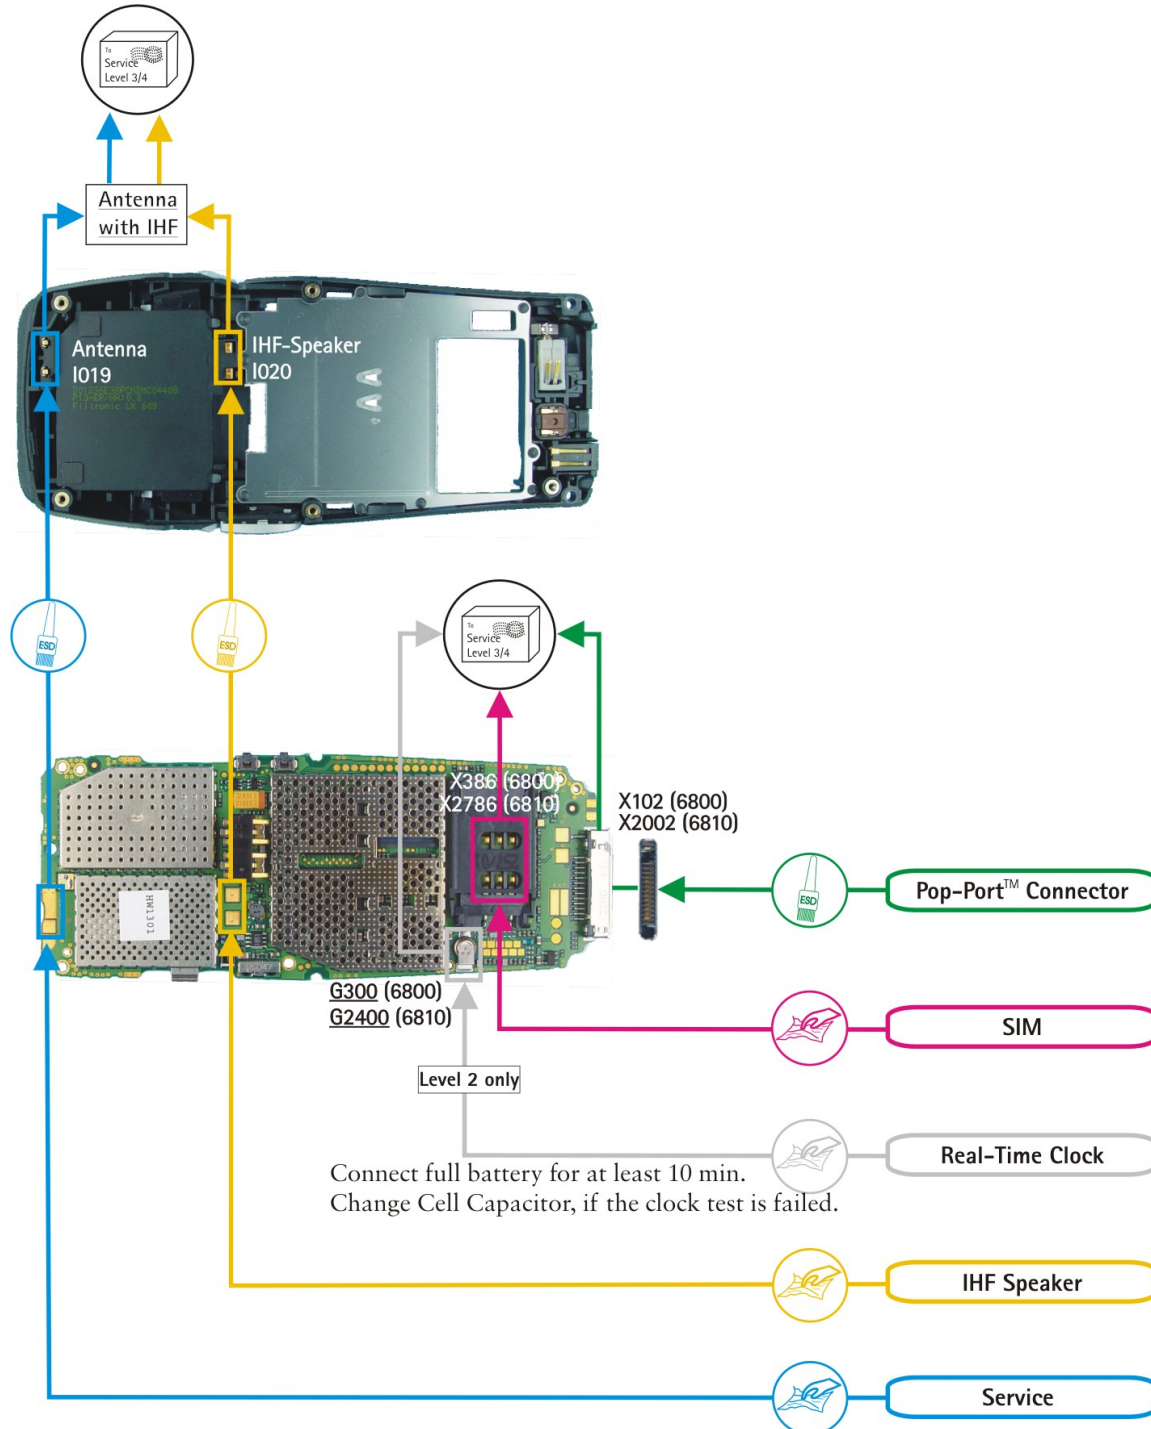 To
Service
Level 3/4
Antenna
with IHF
Antenna
I019
IHF-Speaker
I020
ESD
ESD
To
Service
Level 3/4
X386 (6800)
X2786 (6810)
X102 (6800)
X2002 (6810)
ESD
Pop-Port™ Connector
HW1301
G300 (6800)
G2400 (6810)
SIM
Level 2 only
Real-Time Clock
Connect full battery for at least 10 min.
Change Cell Capacitor, if the clock test is failed.
IHF Speaker
Service